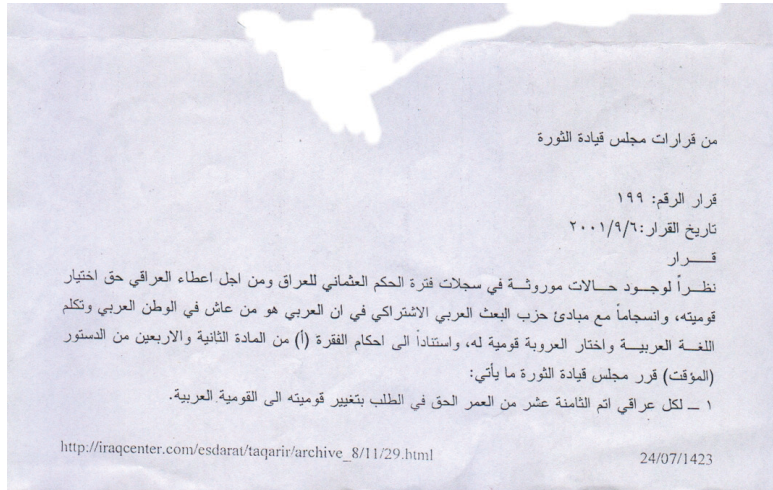 من قرارات مجلس قيادة الثورة
قرار الرقم: ١٩٩
تاريخ القرار:٢٠٠١/٩/٦
قـــــرار
نظــراً لوجــود حــالات موروثــة في سجلات فترة الحكم العثماني للعراق ومن اجل اعطاء العراقي حق اختيار
قوميته، وانسجاماً مع مبادئ حزب البعث العربي الاشتراكي في ان العربي هو من عاش في الوطن العربي وتكلم
اللغــة العربيــة واختار العروبة قومية له، واستناداً الى احكام الفقرة (أ) من المادة الثانية والاربعين من الدستور
(المؤقت) قرر مجلس قيادة الثورة ما يأتي:
١ ــ لكل عراقي اتم الثامنة عشر من العمر الحق في الطلب بتغيير قوميته الى القومية العربية.
http://iraqcenter.com/esdarat/taqarir/archive_8/11/29.html 24/07/1423